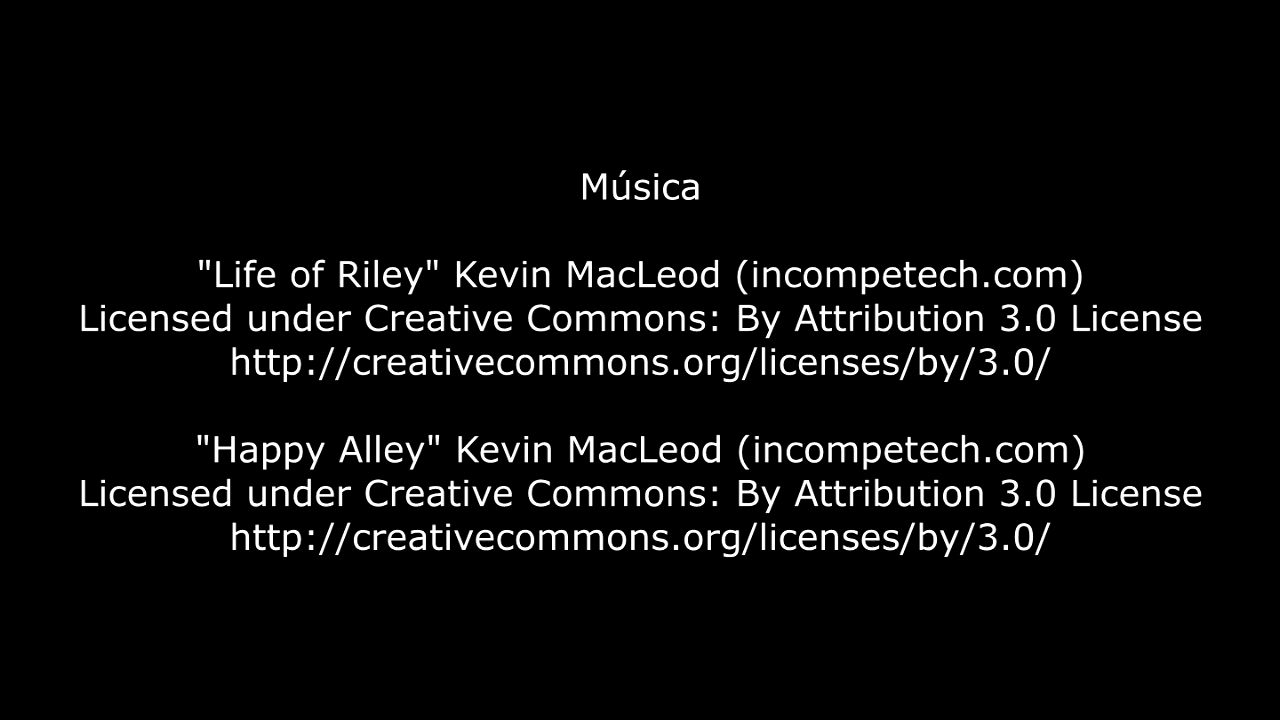 Música
"Life of Riley" Kevin MacLeod (incompetech.com)
Licensed under Creative Commons: By Attribution 3.0 License
http://creativecommons.org/licenses/by/3.0/
"Happy Alley" Kevin MacLeod (incompetech.com)
Licensed under Creative Commons: By Attribution 3.0 License
http://creativecommons.org/licenses/by/3.0/